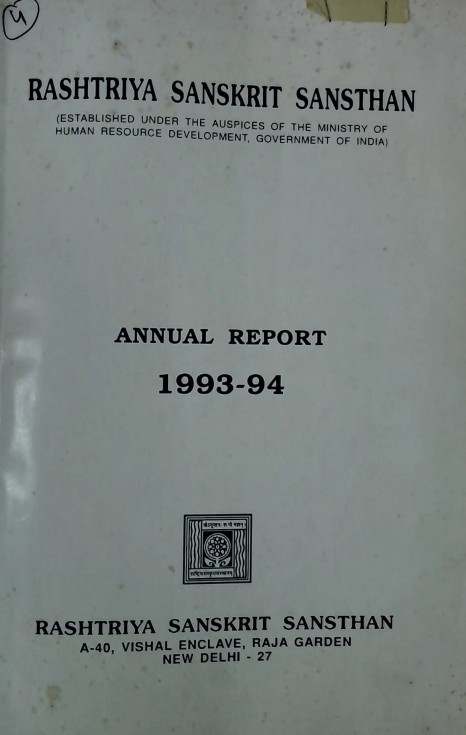 4
RASHTRIYA SANSKRIT SANSTHAN
(ESTABLISHED UNDER THE AUSPICES OF THE MINISTRY OF
HUMAN RESOURCE DEVELOPMENT, GOVERNMENT OF INDIA)
ANNUAL REPORT
1993-94
RASHTRIYA SANSKRIT SANSTHAN
A-40, VISHAL ENCLAVE, RAJA GARDEN
NEW DELHI - 27